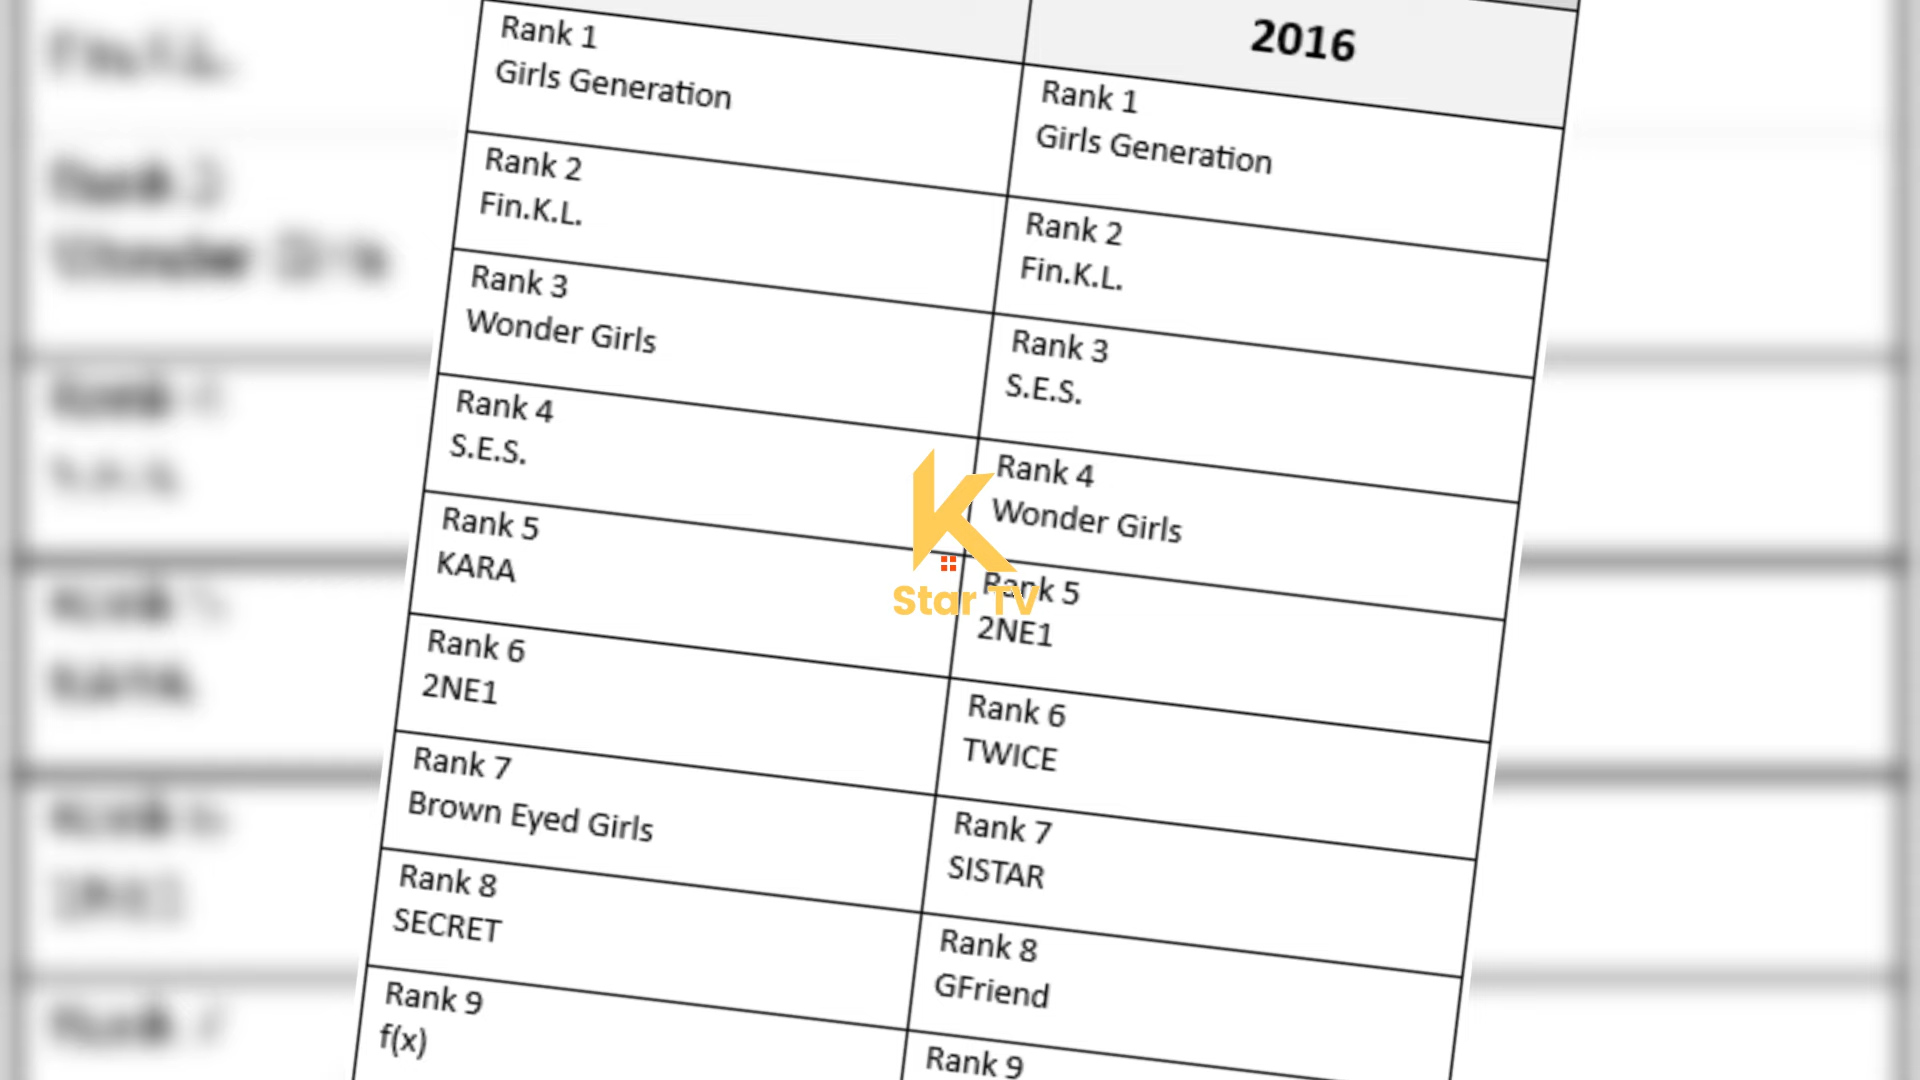 2016
Rank 1
Girls Generation
Rank 2
Fin.K.L.
Rank 3
Wonder Girls
Rank 4
S.E.S.
Rank 5
KARA
Rank 6
2NE1
Rank 7
Brown Eyed Girls
Rank 8
SECRET
Rank 9
f(x)
Rank 1
Girls Generation
Rank 2
Fin.K.L.
Rank 3
S.E.S.
Rank 4
Wonder Girls
Rank 5
2NE1
Rank 6
TWICE
Rank 7
SISTAR
Rank 8
GFriend
Rank 9
K
Star TV